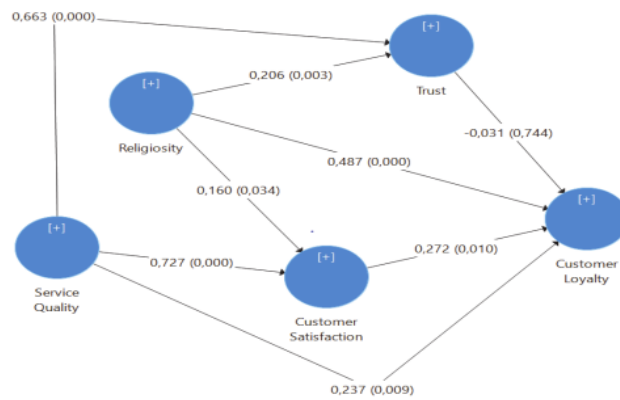 0,663 (0,000)
[+]
Trust
0,206 (0,003)
[+]
Religiosity
-0,031 (0,744)
0,487 (0,000)
0,160 (0,034)
[+]
Customer
Loyalty
[+]
Service
Quality
0,727 (0,000)
[+]
Customer
Satisfaction
0,272 (0,010)
0,237 (0,009)